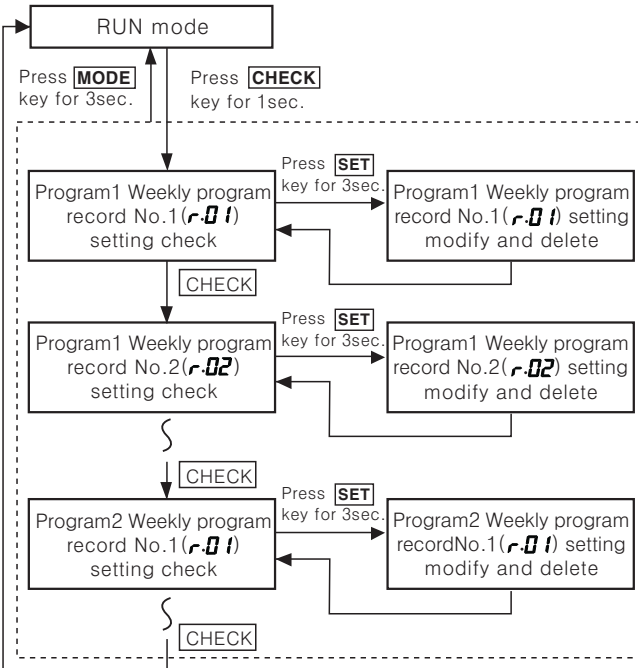 RUN mode
Press MODE
key for 3sec.
Press CHECK
key for 1sec.
Program1 Weekly program
record No.1(r.01)
setting check
Press SET
key for 3sec.
Program1 Weekly program
record No.1(r.01) setting
modify and delete
CHECK
Program1 Weekly program
record No.2(r.02)
setting check
Press SET
key for 3sec.
Program1 Weekly program
record No.2(r.02) setting
modify and delete
CHECK
Program2 Weekly program
record No.1(r.01)
setting check
Press SET
key for 3sec.
Program2 Weekly program
recordNo.1(r.01) setting
modify and delete
CHECK